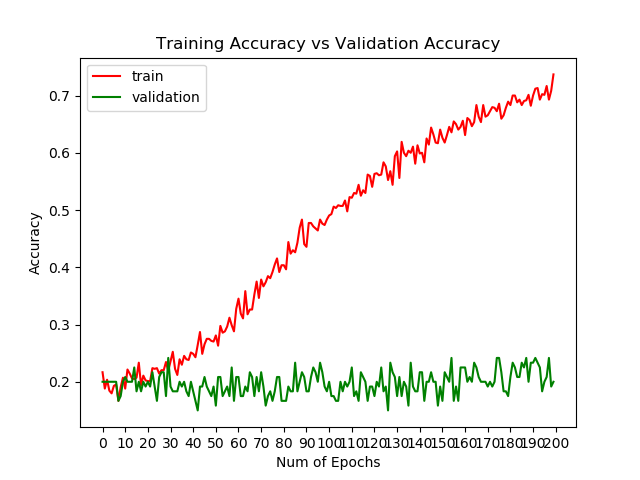 Training Accuracy vs Validation Accuracy
train
validation
0.7
0.6
0.5
0.4
0.3
0.2
Accuracy
0 10 20 30 40 50 60 70 80 90 100 110 120 130 140 150 160 170 180 190 200
Num of Epochs